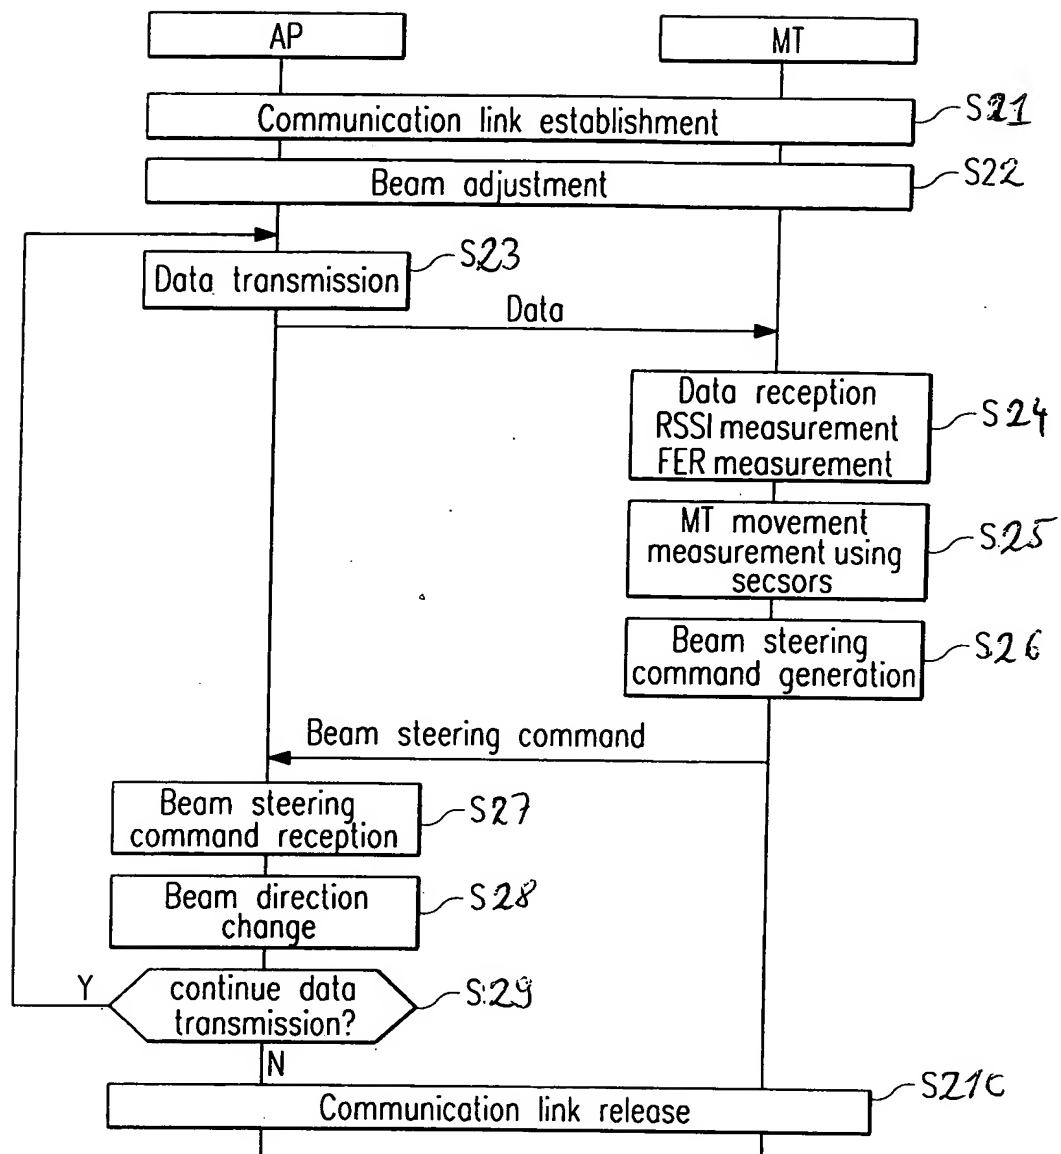 AP
MT
Communication link establishment
S21
Beam adjustment
S22
Data transmission
S23
Data
Data reception
RSSI measurement
FER measurement
S24
MT movement
measurement using
secsors
S25
Beam steering
command generation
S26
Beam steering command
Beam steering
command reception
S27
Beam direction
change
S28
Y
continue data
transmission?
S29
N
Communication link release
S210